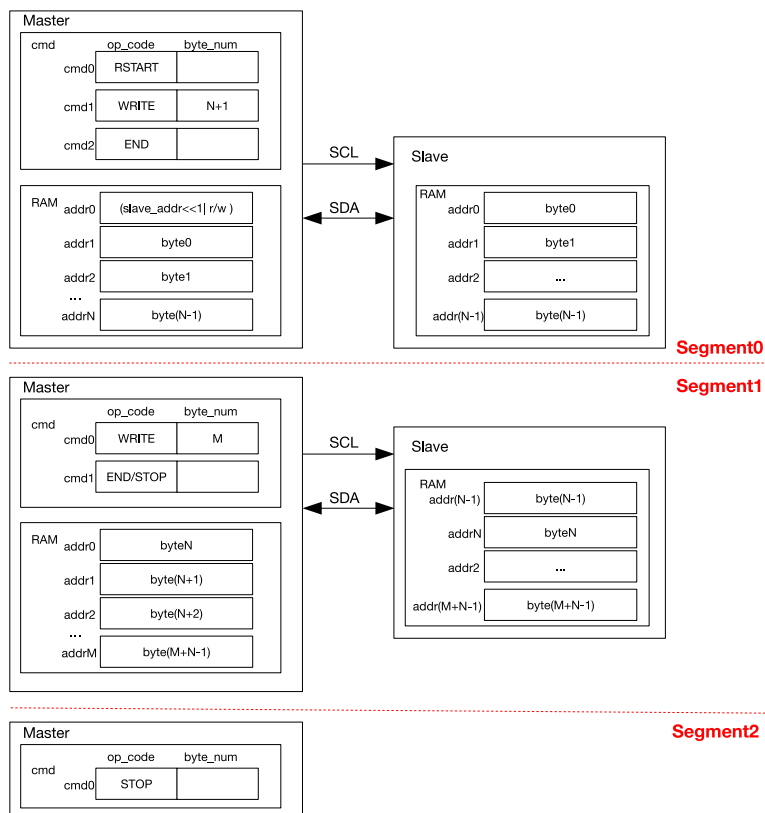 Master
cmd op_code byte_num
cmd0 RSTART
cmd1 WRITE N+1
cmd2 END
RAM
addr0 (slave_addr<<1| r/w )
addr1 byte0
addr2 byte1
...
addrN byte(N-1)
SCL
SDA
Slave
RAM
addr0 byte0
addr1 byte1
addr2 ...
addr(N-1) byte(N-1)
Segment0
Segment1
Master
op_code byte_num
cmd
cmd0 WRITE M
cmd1 END/STOP
RAM
addr0 byteN
addr1 byte(N+1)
addr2 byte(N+2)
...
addrM byte(M+N-1)
SCL
SDA
Slave
RAM
addr(N-1) byte(N-1)
addrN byteN
addr2 ...
addr(M+N-1) byte(M+N-1)
Segment2
Master
op_code byte_num
cmd
cmd0 STOP